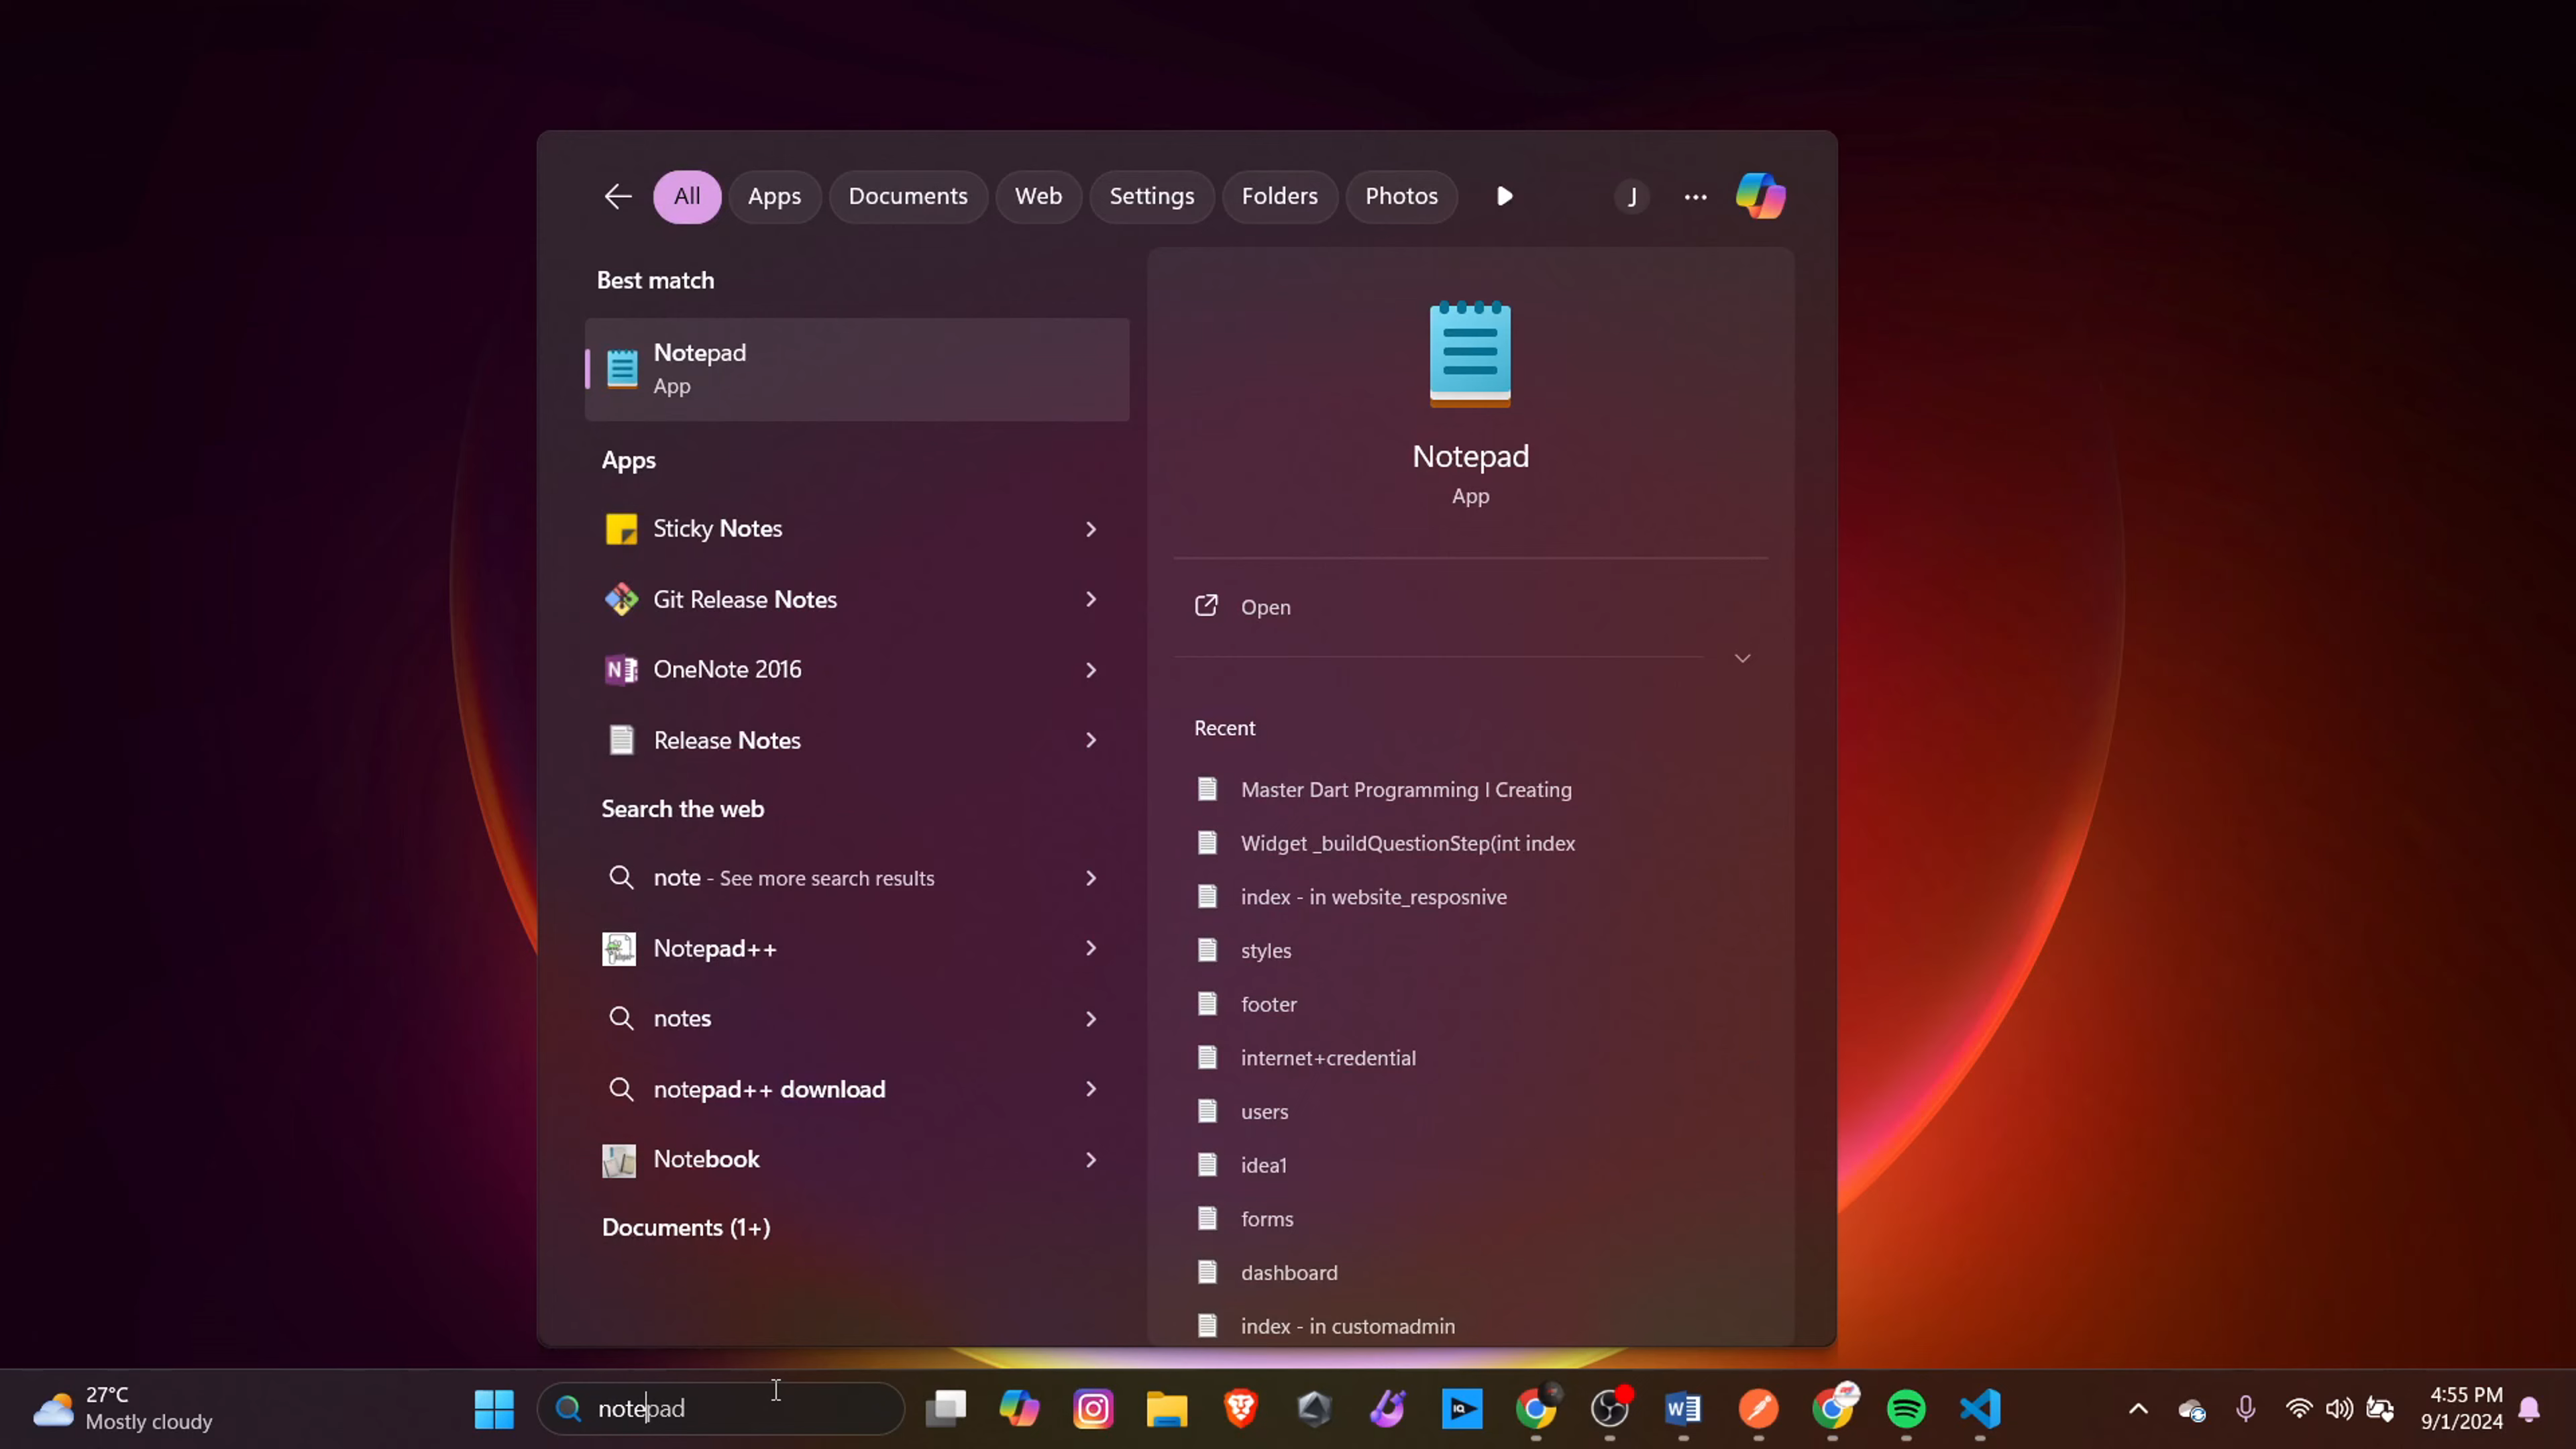 All
Apps
Documents
Web
Settings
Folders
Photos
J
Best match
Notepad
App
Apps
Sticky Notes
Git Release Notes
OneNote 2016
Release Notes
Search the web
note - See more search results
Notepad++
notes
notepad++ download
Notebook
Documents (1+)
Notepad
App
Open
Recent
Master Dart Programming I Creating
Widget _buildQuestionStep(int index
index - in website_resposnive
styles
footer
internet+credential
users
idea1
forms
dashboard
index - in customadmin
27°C
Mostly cloudy
notepad
4:55 PM
9/1/2024